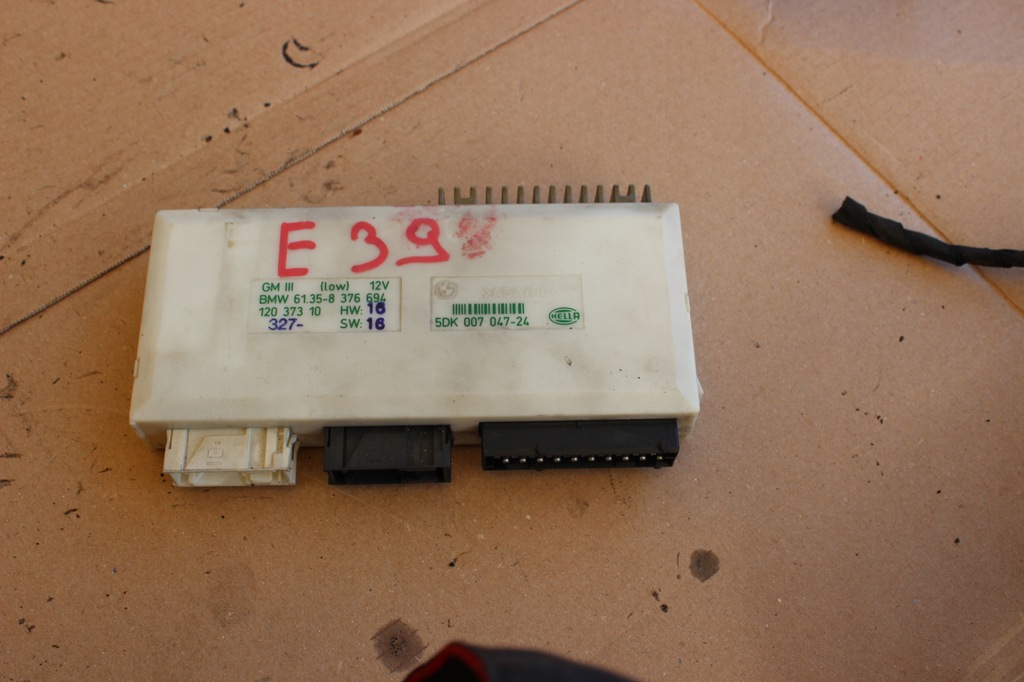 E 39
GM III (low) 12V
BMW 61.35-8 376 694
120 373 10 HW: 16
327- SW: 16
5DK 007 047-24 HELLA